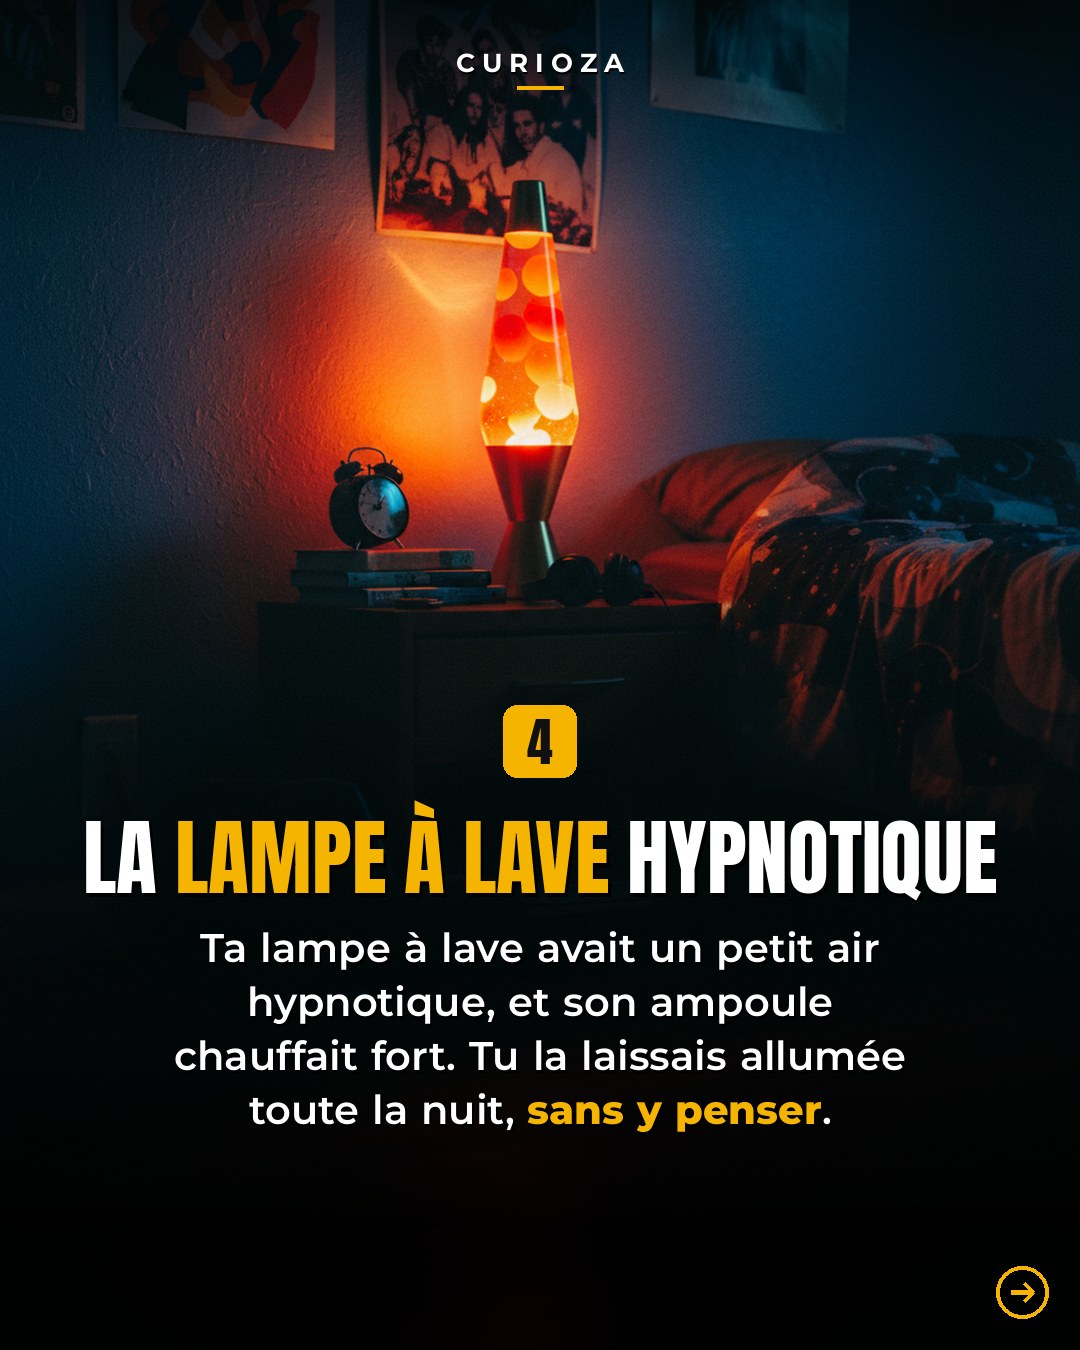 CURIOZA
4
LA LAMPE À LAVE HYPNOTIQUE
Ta lampe à lave avait un petit air
hypnotique, et son ampoule
chauffait fort. Tu la laissais allumée
toute la nuit, sans y penser.